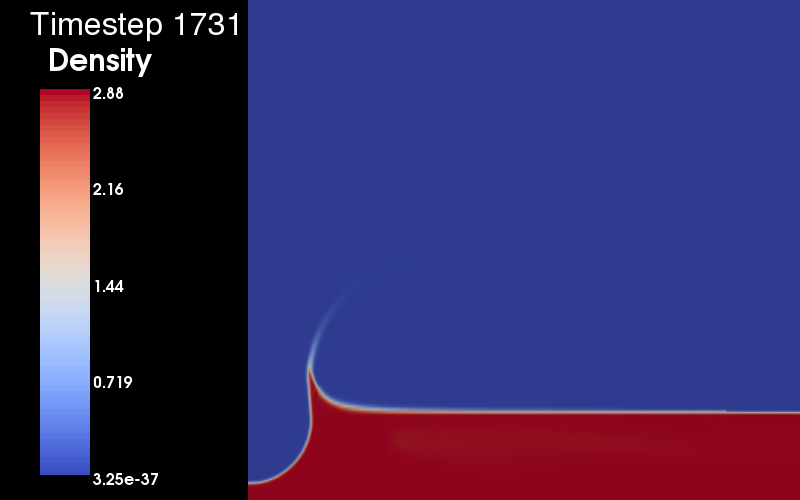 Timestep 1731
Density
2.88
2.16
1.44
0.719
3.25e-37